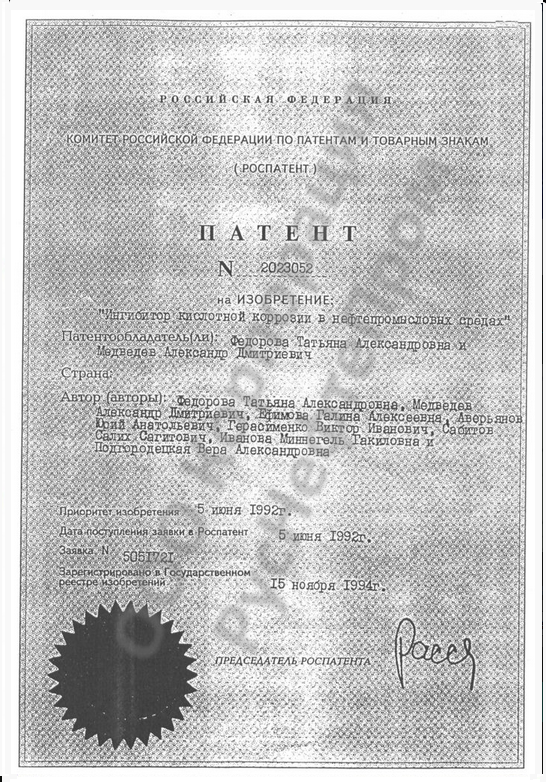 РОССИЙСКАЯ ФЕДЕРАЦИЯ
КОМИТЕТ РОССИЙСКОЙ ФЕДЕРАЦИИ ПО ПАТЕНТАМ И ТОВАРНЫМ ЗНАКАМ
( РОСПАТЕНТ )
ПАТЕНТ
N 2023052
на ИЗОБРЕТЕНИЕ:
"Ингибитор кислотной коррозии в нефтепромысловых средах"
Патентообладатель(ли): Федорова Татьяна Александровна и
Медведев Александр Дмитриевич
Страна:
Автор (авторы): Федорова Татьяна Александровна, Медведев
Александр Дмитриевич, Ефимова Галина Алексеевна, Аверьянов
Юрий Анатольевич, Герасименко Виктор Иванович, Сабитов
Салих Сагитович, Иванова Миннегель Гакиловна и
Подгородецкая Вера Александровна
Приоритет изобретения 5 июня 1992г.
Дата поступления заявки в Роспатент 5 июня 1992г.
Заявка N 5051721
Зарегистрировано в Государственном
реестре изобретений 15 ноября 1994г.
ПРЕДСЕДАТЕЛЬ РОСПАТЕНТА